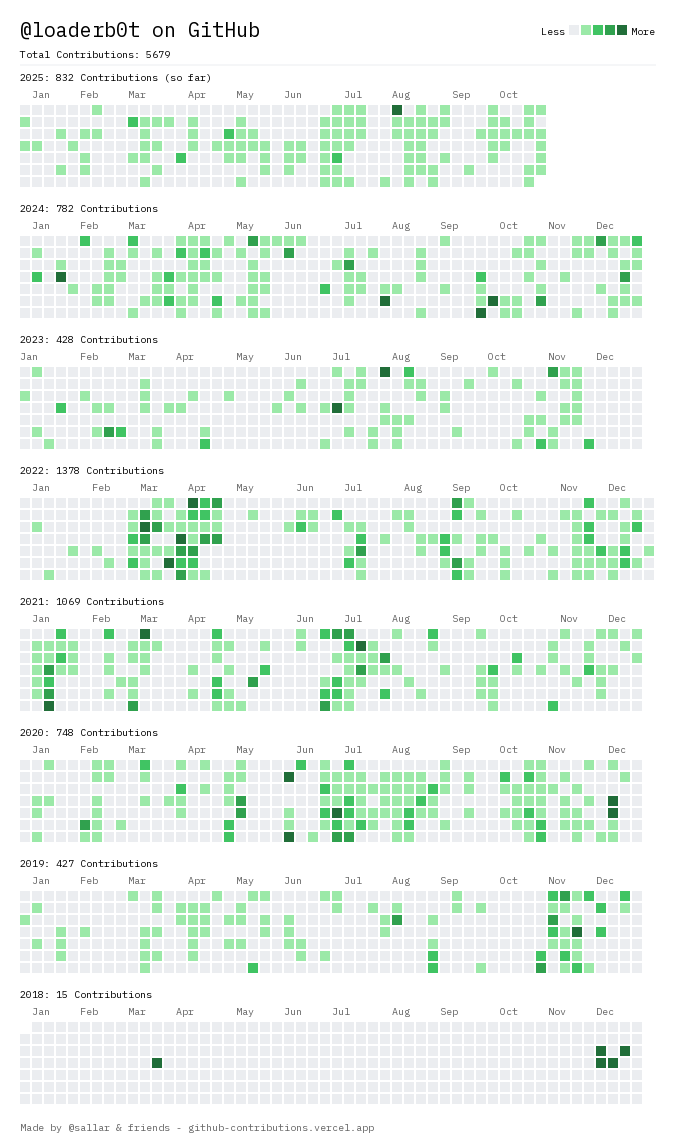 @loaderb0t on GitHub
Less More
Total Contributions: 5679
2025: 832 Contributions (so far)
Jan Feb Mar Apr May Jun Jul Aug Sep Oct
2024: 782 Contributions
Jan Feb Mar Apr May Jun Jul Aug Sep Oct Nov Dec
2023: 428 Contributions
Jan Feb Mar Apr May Jun Jul Aug Sep Oct Nov Dec
2022: 1378 Contributions
Jan Feb Mar Apr May Jun Jul Aug Sep Oct Nov Dec
2021: 1069 Contributions
Jan Feb Mar Apr May Jun Jul Aug Sep Oct Nov Dec
2020: 748 Contributions
Jan Feb Mar Apr May Jun Jul Aug Sep Oct Nov Dec
2019: 427 Contributions
Jan Feb Mar Apr May Jun Jul Aug Sep Oct Nov Dec
2018: 15 Contributions
Jan Feb Mar Apr May Jun Jul Aug Sep Oct Nov Dec
Made by @sallar & friends - github-contributions.vercel.app